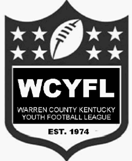 WCYFL
WARREN COUNTY KENTUCKY
YOUTH FOOTBALL LEAGUE
EST. 1974